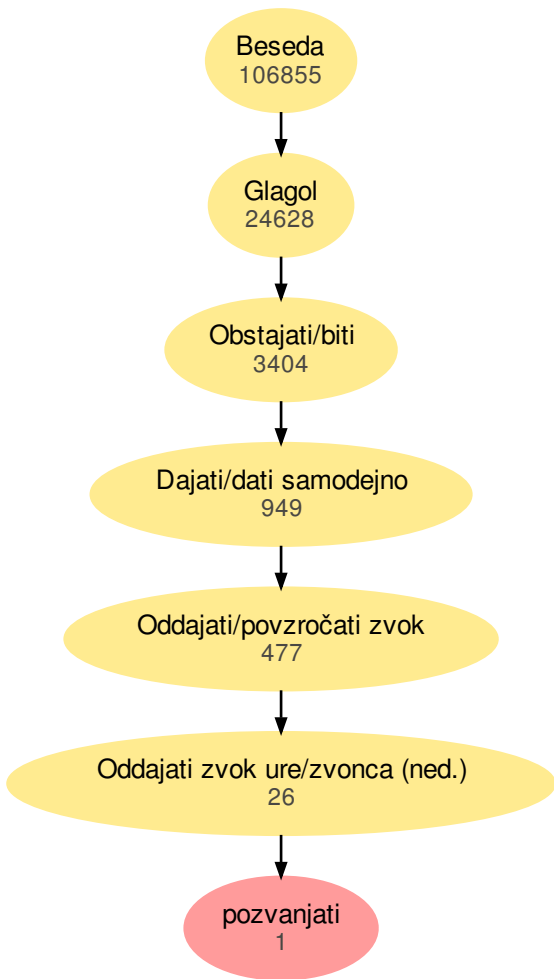 Beseda
106855
Glagol
24628
Obstajati/biti
3404
Dajati/dati samodejno
949
Oddajati/povzročati zvok
477
Oddajati zvok ure/zvonca (ned.)
26
pozvanjati
1